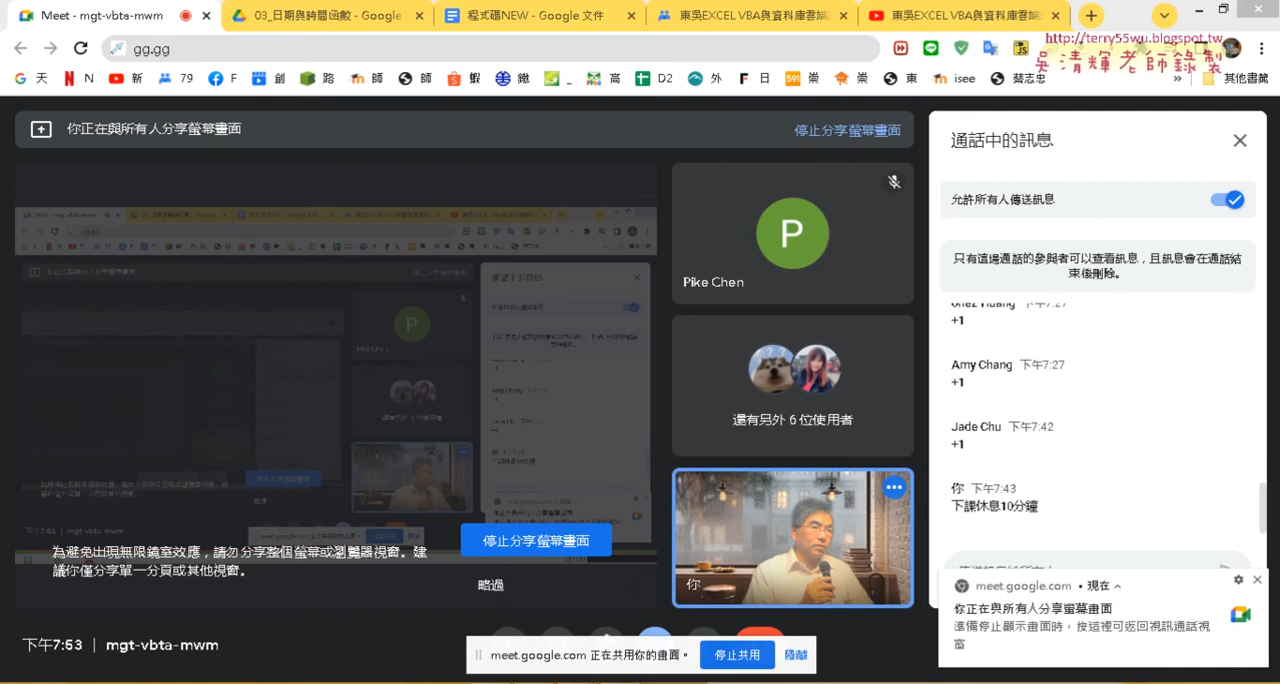 Meet - mgt-vbta-mwm
03_日期與時間函數 - Google
程式碼NEW - Google 文件
東吳EXCEL VBA與資料庫雲端
東吳EXCEL VBA與資料庫雲端
gg.gg
http://terry55wu.blogspot.tw
吳清輝老師錄製
天 N 新 79 F 創 路 師 師 蝦 緻 _ 高 D2 外 日 崇 崇 東 isee 蔡志忠 » 其他書籤
你正在與所有人分享螢幕畫面
停止分享螢幕畫面
通話中的訊息
允許所有人傳送訊息
只有這場通話的參與者可以查看訊息，且訊息會在通話結
束後刪除。
P
Pike Chen
還有另外 6 位使用者
下午7:27
+1
Amy Chang 下午7:27
+1
Jade Chu 下午7:42
+1
你 下午7:43
下課休息10分鐘
為避免出現無限鏡室效應，請勿分享整個螢幕或瀏覽器視窗。建
議你僅分享單一分頁或其他視窗。
停止分享螢幕畫面
略過
你
meet.google.com • 現在
你正在與所有人分享螢幕畫面
準備停止顯示畫面時，按這裡可返回視訊通話視
窗
下午7:53 | mgt-vbta-mwm
meet.google.com 正在共用你的畫面。
停止共用
隱藏